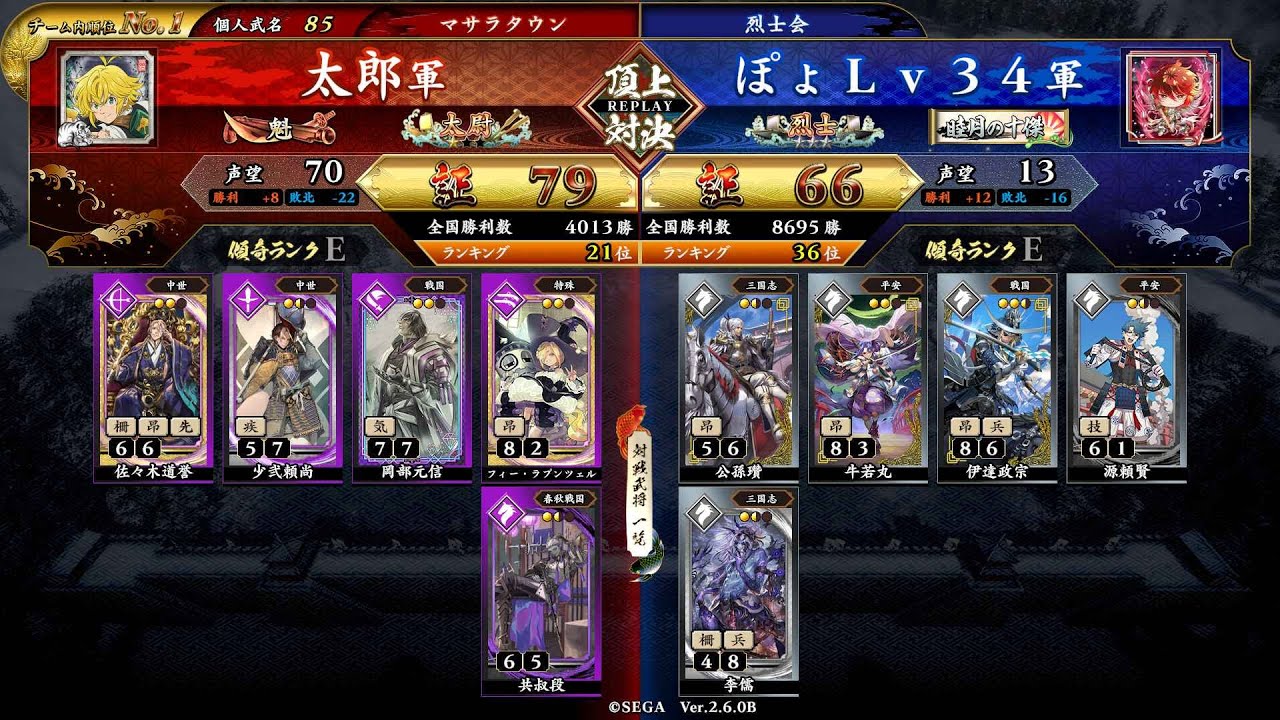 チーム内順位 No.1
個人武名 85
マサラタウン
烈士会
太郎軍
頂上
REPLAY
対決
ぽょLv34軍
魁
大尉
烈士
睦月の十傑
声望 70
勝利 +8 敗北 -22
証 79
証 66
声望 13
勝利 +12 敗北 -16
全国勝利数 4013勝
全国勝利数 8695勝
ランキング 21位
ランキング 36位
傾奇ランク E
傾奇ランク E
中世
柵 昂 先
6 6
佐々木道誉
中世
疾
5 7
少弐頼尚
戦国
気
7 7
岡部元信
特殊
昂
8 2
フィー・ラプンツェル
三国志
昂
5 6
公孫瓚
平安
昂
8 3
牛若丸
戦国
昂 兵
8 6
伊達政宗
平安
技
6 1
源頼賢
対戦武将一覧
春秋戦国
6 5
共叔段
三国志
柵 兵
4 8
李儒
©SEGA Ver.2.6.0B